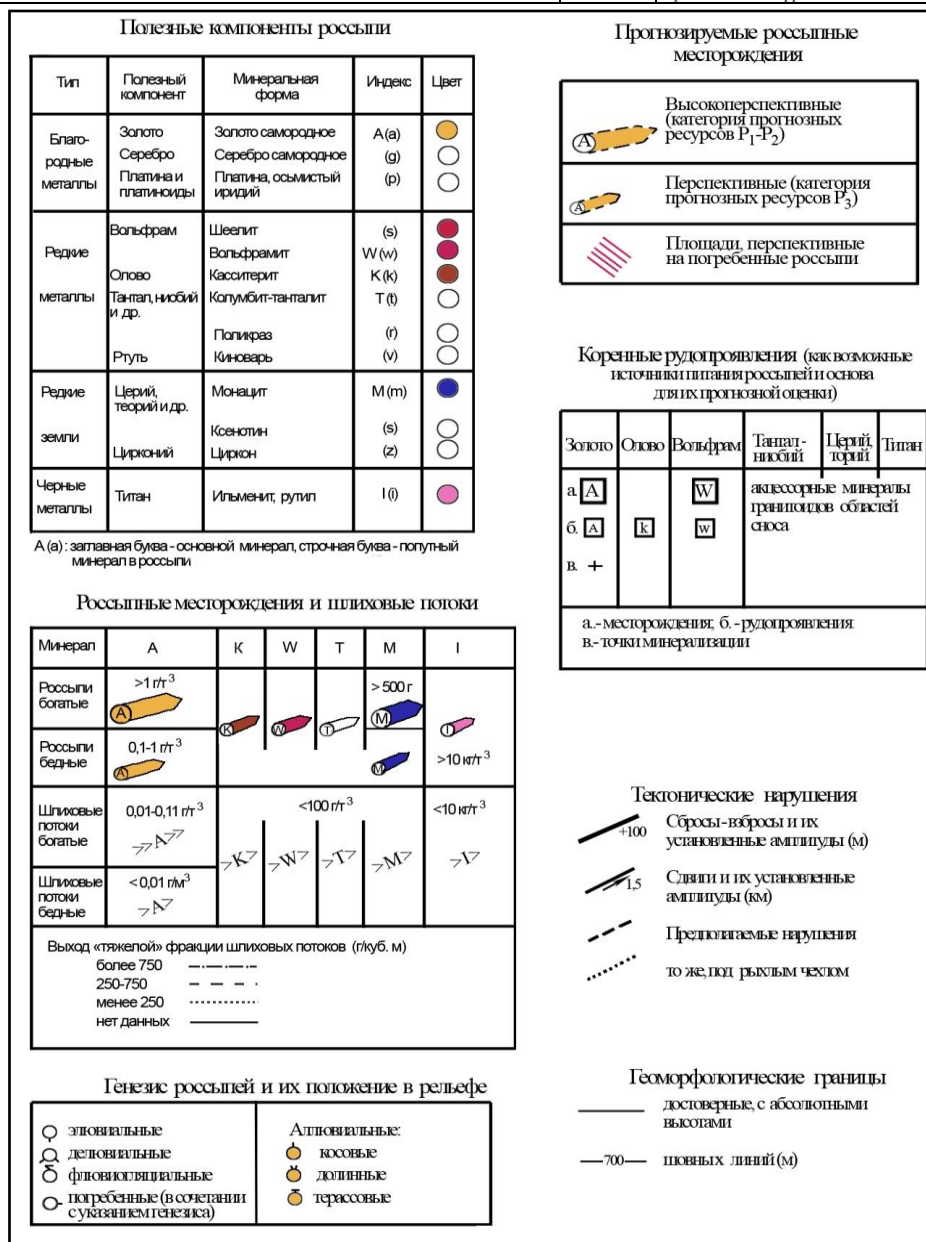 Полезные компоненты россыпи
Тип Полезный компонент Минеральная форма Индекс Цвет
Благородные металлы
Золото Золото самородное А (а)
Серебро Серебро самородное (g)
Платина и платиноиды Платина, осьмистый иридий (р)
Редкие металлы
Вольфрам Шеелит (s)
Вольфрамит W (w)
Олово Касситерит К (k)
Тантал, ниобий и др. Колумбит-танталит Т (t)
Поликраз (r)
Ртуть Киноварь (v)
Редкие земли
Церий, теорий и др. Монацит М (m)
Ксенотин (s)
Цирконий Циркон (z)
Черные металлы
Титан Ильменит, рутил I (i)
А (а) : заглавная буква - основной минерал, строчная буква - попутный
минерал в россыпи
Россыпные месторождения и шлиховые потоки
Минерал А К W Т М I
Россыпи богатые >1 г/т3 > 500 г
А К W Т М I
Россыпи бедные 0,1-1 г/т3 >10 кг/т3
А М
Шлиховые потоки богатые 0,01-0,11 г/т3 <100 г/т3 <10 кг/т3
>>А>> >К> >W> >Т> >М> >I>
Шлиховые потоки бедные < 0,01 г/м3
>А>
Выход «тяжелой» фракции шлиховых потоков (г/куб. м)
более 750
250-750
менее 250
нет данных
Генезис россыпей и их положение в рельефе
элювиальные
делювиальные
флювиогляциальные
погребенные (в сочетании
с указанием генезиса)
Аллювиальные:
косовые
долинные
терассовые
Прогнозируемые россыпные
месторождения
А
Высокоперспективные
(категория прогнозных
ресурсов Р1-Р2)
А
Перспективные (категория
прогнозных ресурсов Р3)
Площади, перспективные
на погребенные россыпи
Коренные рудопроявления (как возможные
источники питания россыпей и основа
для их прогнозной оценки)
Золото Олово Вольфрам Тантал - ниобий Церий, торий Титан
а. А W акцессорные минералы
гранитоидов областей
б. А k w сноса
в. +
а.- месторождения; б. - рудопроявления
в.- точки минерализации
Тектонические нарушения
+100 Сбросы - взбросы и их
установленные амплитуды (м)
1,5 Сдвиги и их установленные
амплитуды (км)
Предполагаемые нарушения
то же, под рыхлым чехлом
Геоморфологические границы
достоверные, с абсолютными
высотами
700 шовных линий (м)